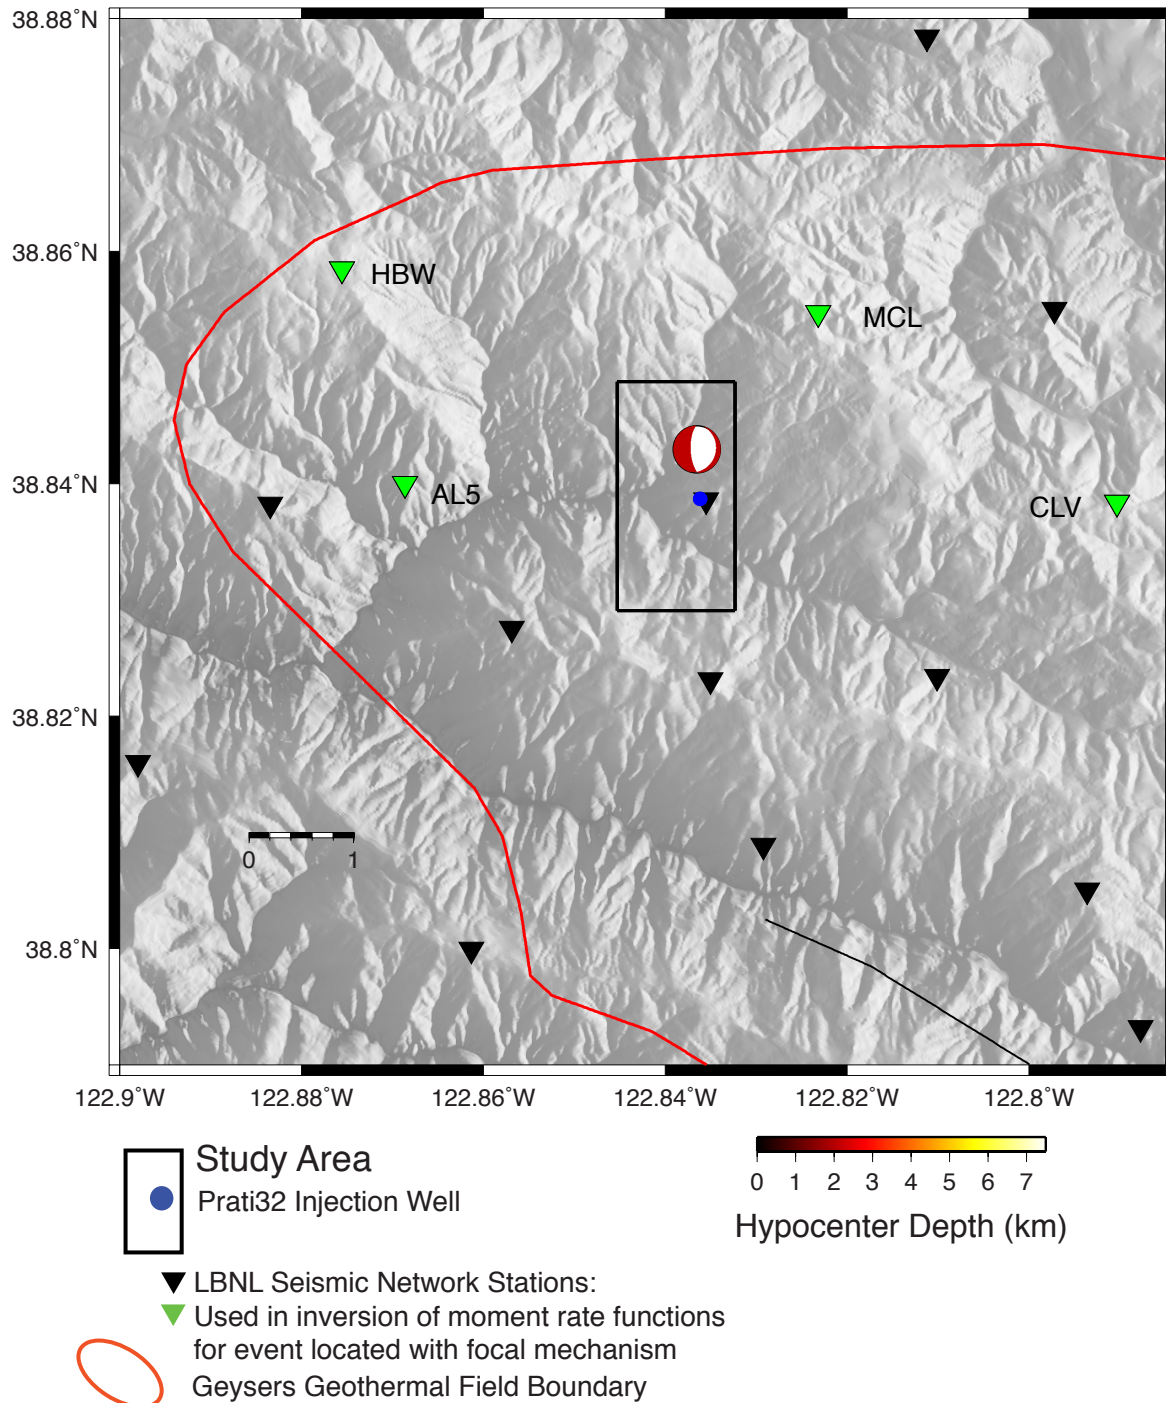 38.88°N
38.86°N
HBW
MCL
38.84°N
AL5
CLV
38.82°N
0 1
38.8°N
122.9°W 122.88°W 122.86°W 122.84°W 122.82°W 122.8°W
Study Area
Prati32 Injection Well
0 1 2 3 4 5 6 7
Hypocenter Depth (km)
LBNL Seismic Network Stations:
Used in inversion of moment rate functions
for event located with focal mechanism
Geysers Geothermal Field Boundary